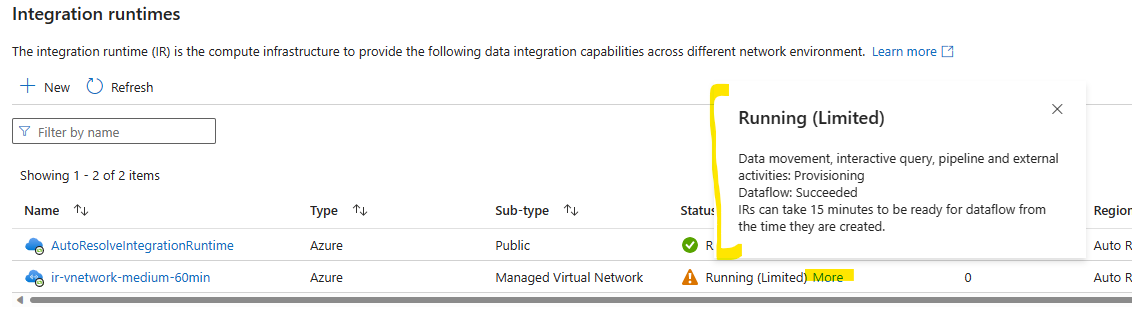 Integration runtimes
The integration runtime (IR) is the compute infrastructure to provide the following data integration capabilities across different network environment. Learn more
New Refresh
Filter by name
Running (Limited)
Data movement, interactive query, pipeline and external
activities: Provisioning
Dataflow: Succeeded
IRs can take 15 minutes to be ready for dataflow from
the time they are created.
Showing 1 - 2 of 2 items
Name Type Sub-type Status Region
AutoResolveIntegrationRuntime Azure Public R Auto R
ir-vnetwork-medium-60min Azure Managed Virtual Network Running (Limited) More 0 Auto R